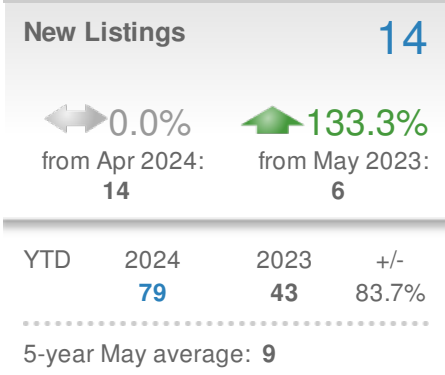 New Listings 14
0.0% 133.3%
from Apr 2024: from May 2023:
14 6
YTD 2024 2023 +/-
79 43 83.7%
5-year May average: 9